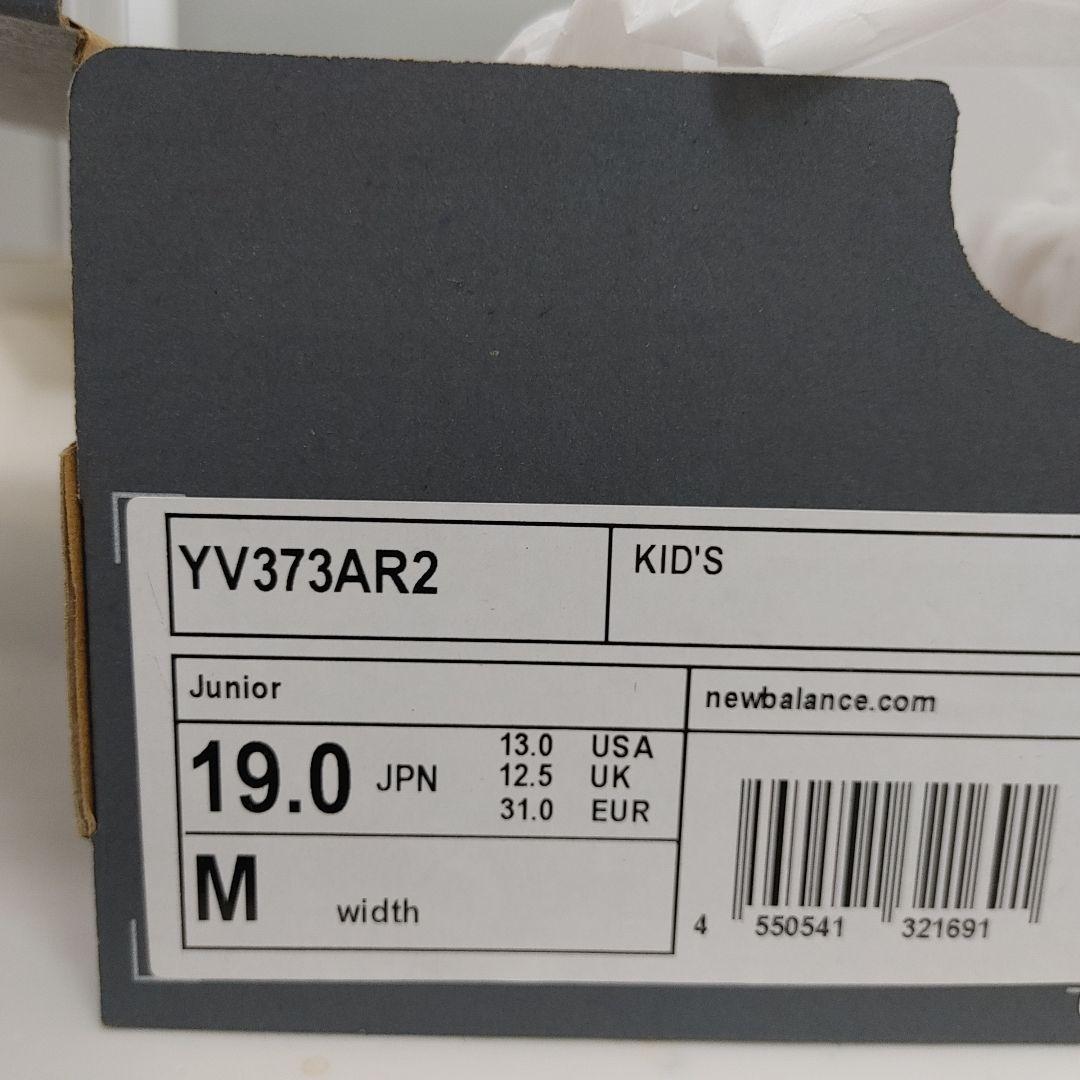 YV373AR2
KID'S
Junior
newbalance.com
19.0 JPN
13.0 USA
12.5 UK
31.0 EUR
M width
4 550541 321691